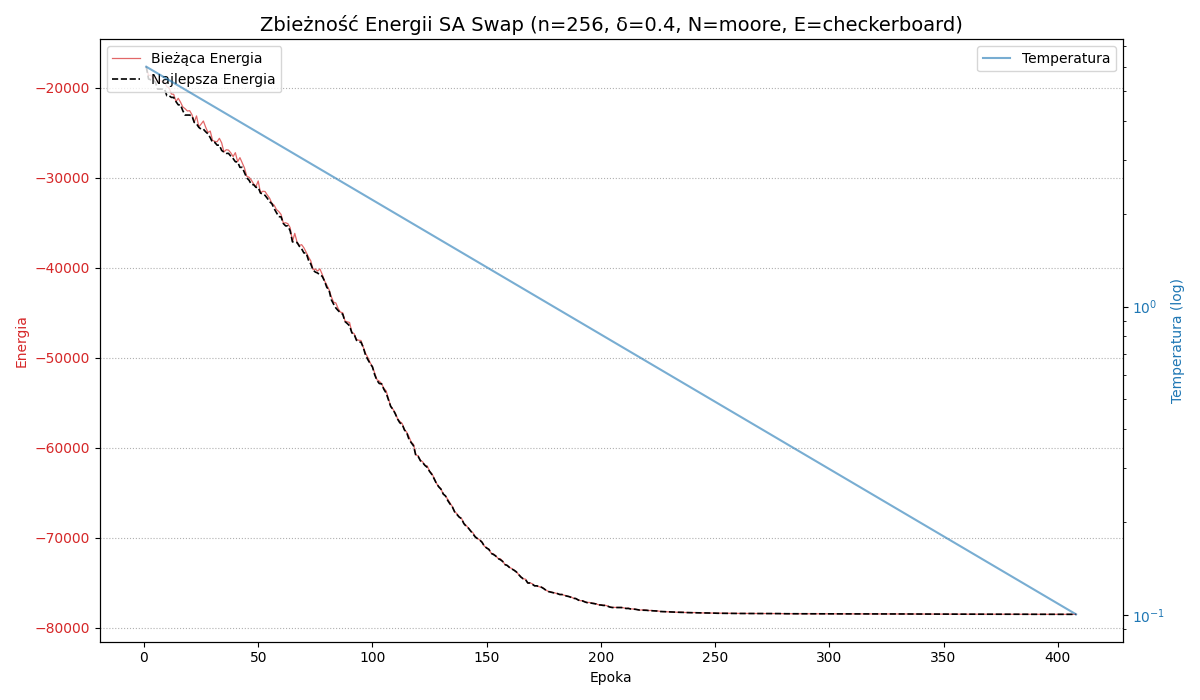 Zbieżność Energii SA Swap (n=256, δ=0.4, N=moore, E=checkerboard)
Bieżąca Energia
Najlepsza Energia
Temperatura
Energia
−20000
−30000
−40000
−50000
−60000
−70000
−80000
10⁰
10⁻¹
Temperatura (log)
0 50 100 150 200 250 300 350 400
Epoka